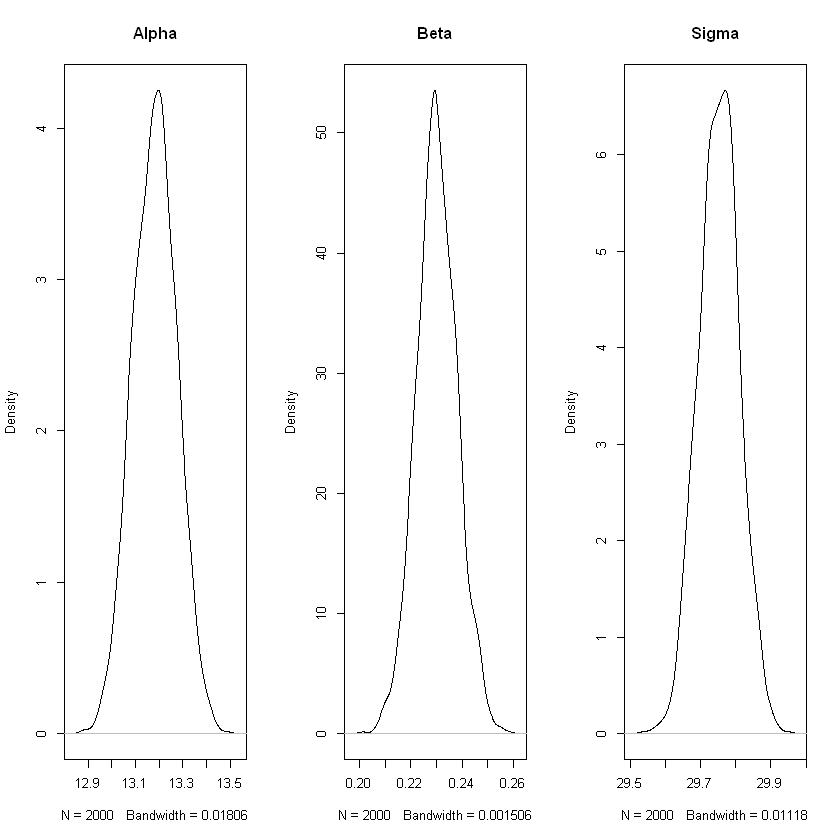 Alpha
Density
4
3
2
1
0
12.9 13.1 13.3 13.5
N = 2000 Bandwidth = 0.01806
Beta
Density
50
40
30
20
10
0
0.20 0.22 0.24 0.26
N = 2000 Bandwidth = 0.001506
Sigma
Density
6
5
4
3
2
1
0
29.5 29.7 29.9
N = 2000 Bandwidth = 0.01118